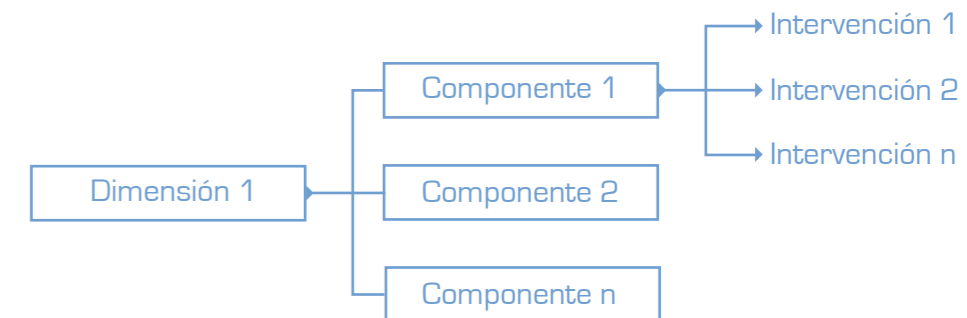 Intervención 1
Componente 1
Intervención 2
Intervención n
Dimensión 1
Componente 2
Componente n